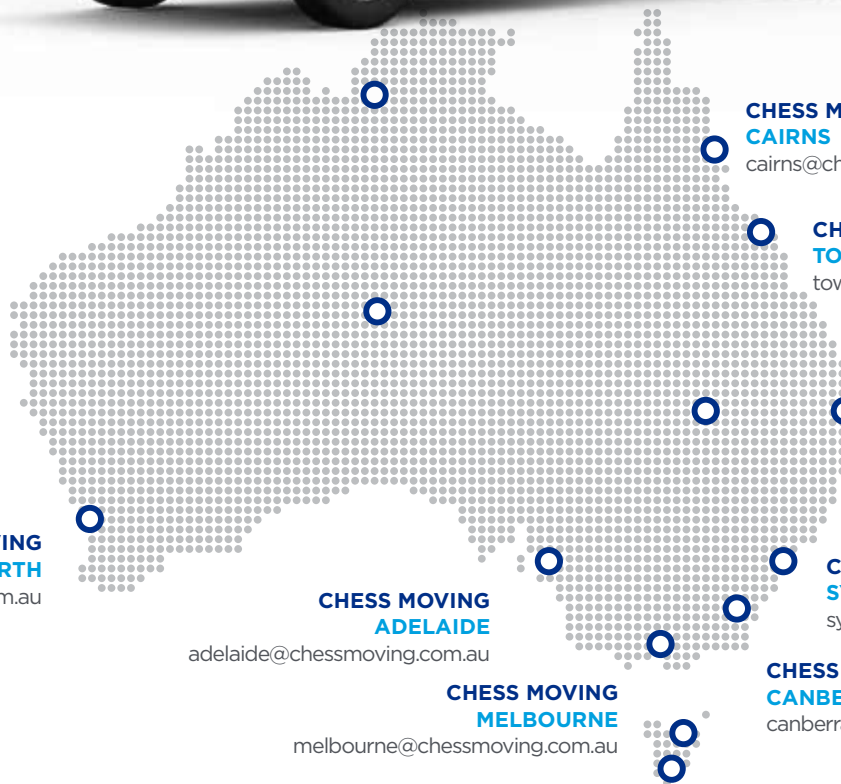 CHESS M
CAIRNS
cairns@ch
CH
TO
tow
VING
RTH
m.au
CHESS MOVING
ADELAIDE
adelaide@chessmoving.com.au
C
S
sy
CHESS MOVING
MELBOURNE
melbourne@chessmoving.com.au
CHESS
CANBE
canberr